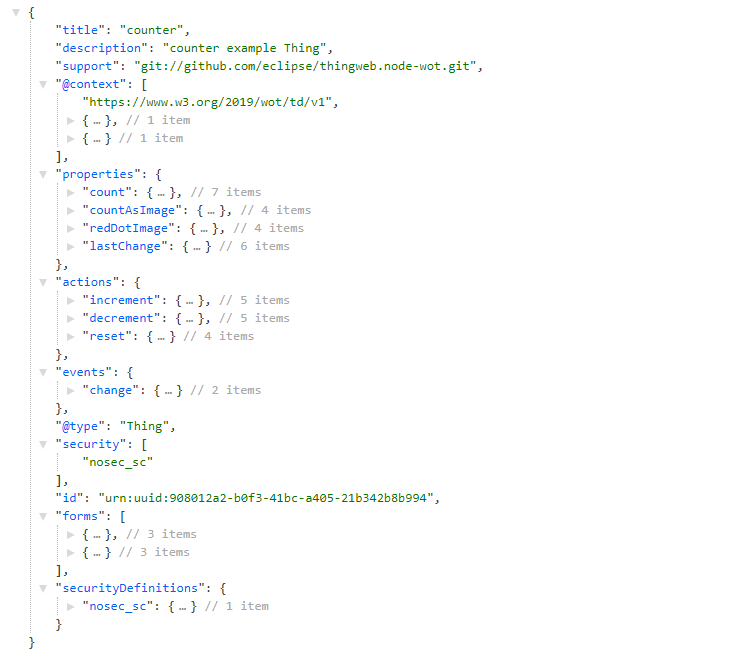 {
"title": "counter",
"description": "counter example Thing",
"support": "git://github.com/eclipse/thingweb.node-wot.git",
"@context": [
"https://www.w3.org/2019/wot/td/v1",
{ … }, // 1 item
{ … } // 1 item
],
"properties": {
"count": { … }, // 7 items
"countAsImage": { … }, // 4 items
"redDotImage": { … }, // 4 items
"lastChange": { … } // 6 items
},
"actions": {
"increment": { … }, // 5 items
"decrement": { … }, // 5 items
"reset": { … } // 4 items
},
"events": {
"change": { … } // 2 items
},
"@type": "Thing",
"security": [
"nosec_sc"
],
"id": "urn:uuid:908012a2-b0f3-41bc-a405-21b342b8b994",
"forms": [
{ … }, // 3 items
{ … } // 3 items
],
"securityDefinitions": {
"nosec_sc": { … } // 1 item
}
}